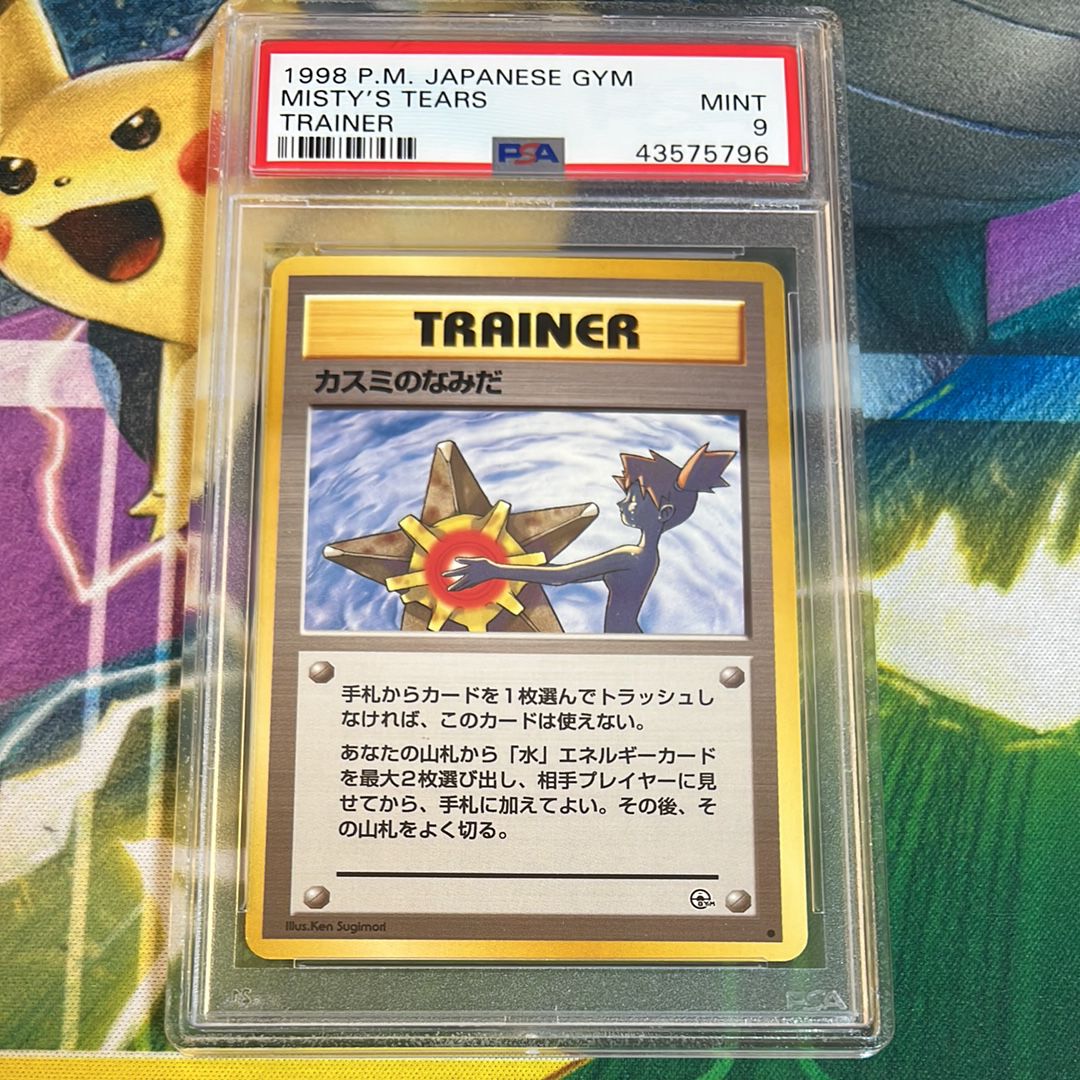 1998 P.M. JAPANESE GYM
MISTY'S TEARS
MINT
TRAINER
9
PSA
43575796
TRAINER
カスミのなみだ
手札からカードを1枚選んでトラッシュし
なければ、このカードは使えない。
あなたの山札から「水」エネルギーカード
を最大2枚選び出し、相手プレイヤーに見
せてから、手札に加えてよい。その後、そ
の山札をよく切る。
GYM
Illus.Ken Sugimori
PSA